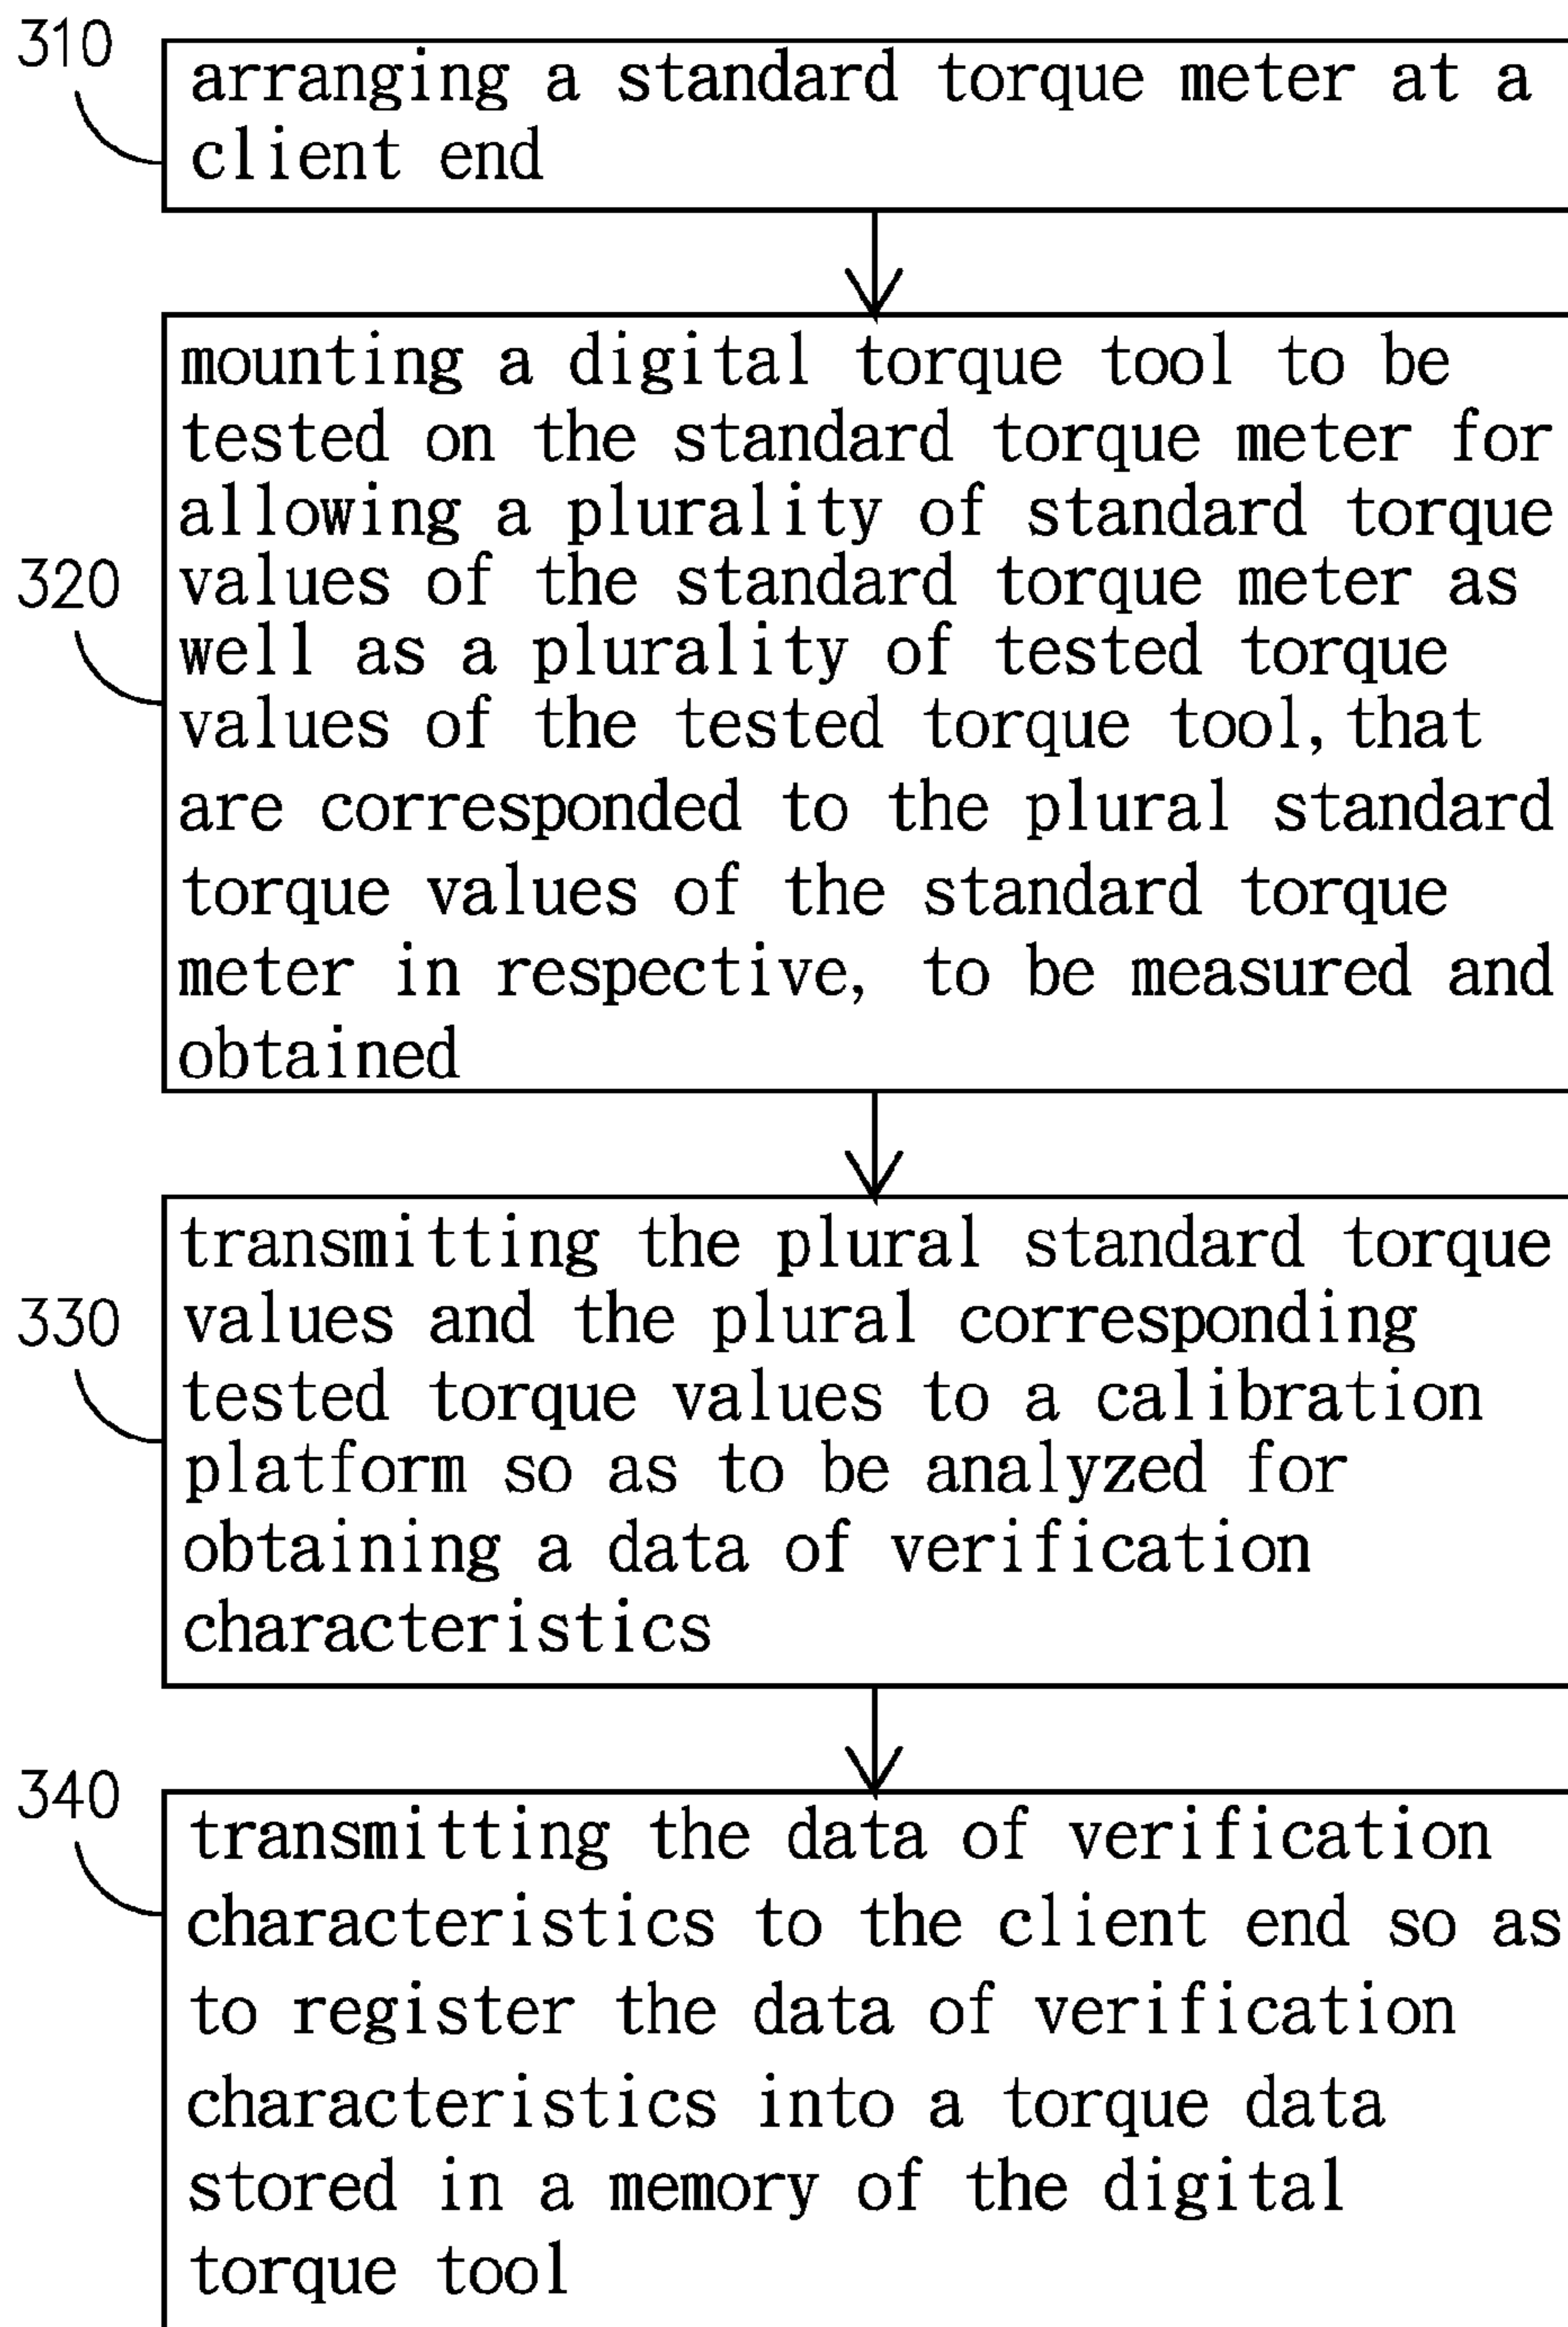 310
arranging a standard torque meter at a
client end
mounting a digital torque tool to be
tested on the standard torque meter for
allowing a plurality of standard torque
values of the standard torque meter as
well as a plurality of tested torque
values of the tested torque tool, that
are corresponded to the plural standard
torque values of the standard torque
meter in respective, to be measured and
obtained
320
transmitting the plural standard torque
values and the plural corresponding
tested torque values to a calibration
platform so as to be analyzed for
obtaining a data of verification
characteristics
330
transmitting the data of verification
characteristics to the client end so as
to register the data of verification
characteristics into a torque data
stored in a memory of the digital
torque tool
340